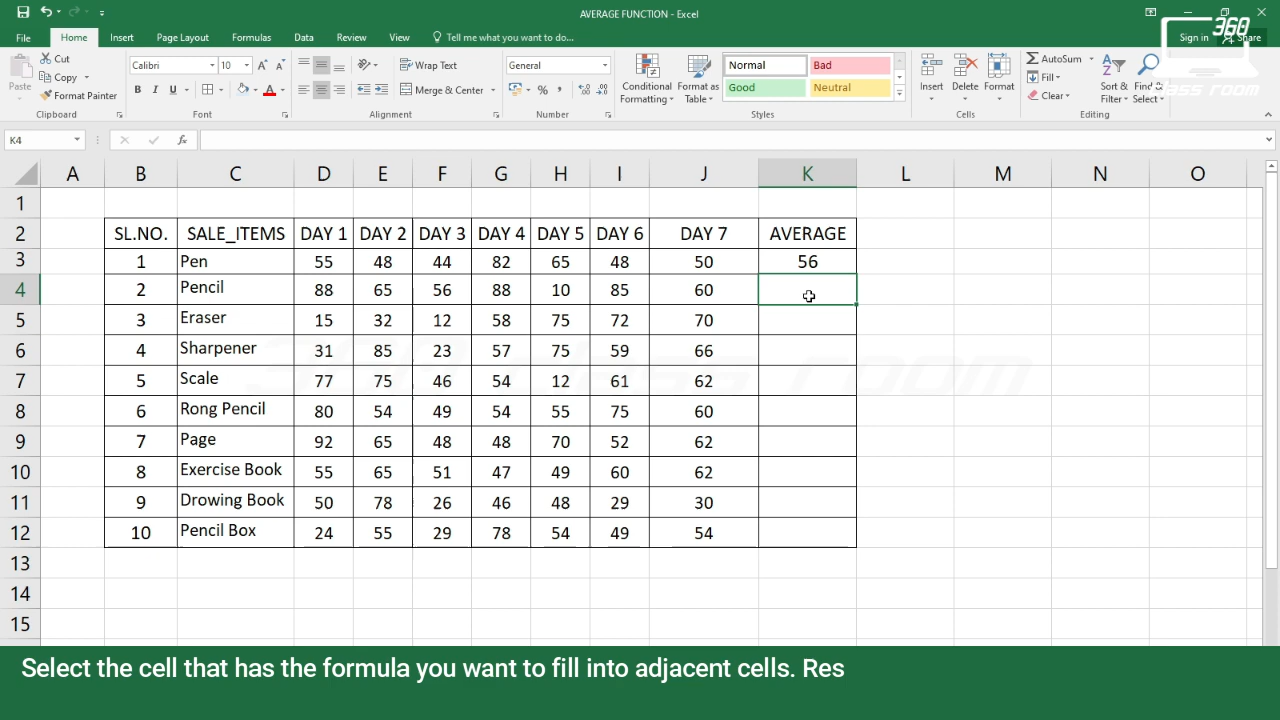 AVERAGE FUNCTION - Excel
Sign in Share
360
File Home Insert Page Layout Formulas Data Review View Tell me what you want to do...
Paste Cut Copy Format Painter
Calibri 10 Wrap Text General Conditional Formatting Format as Table Normal Bad Insert Delete Format AutoSum Sort & Filter Find & Select
B I U Merge & Center Good Neutral Fill Clear
Clipboard Font Alignment Number Styles Cells Editing
K4 fx
A B C D E F G H I J K L M N O
1
2 SL.NO. SALE_ITEMS DAY 1 DAY 2 DAY 3 DAY 4 DAY 5 DAY 6 DAY 7 AVERAGE
3 1 Pen 55 48 44 82 65 48 50 56
4 2 Pencil 88 65 56 88 10 85 60
5 3 Eraser 15 32 12 58 75 72 70
6 4 Sharpener 31 85 23 57 75 59 66
7 5 Scale 77 75 46 54 12 61 62
8 6 Rong Pencil 80 54 49 54 55 75 60
9 7 Page 92 65 48 48 70 52 62
10 8 Exercise Book 55 65 51 47 49 60 62
11 9 Drowing Book 50 78 26 46 48 29 30
12 10 Pencil Box 24 55 29 78 54 49 54
13
14
15
360 class room
Select the cell that has the formula you want to fill into adjacent cells. Res